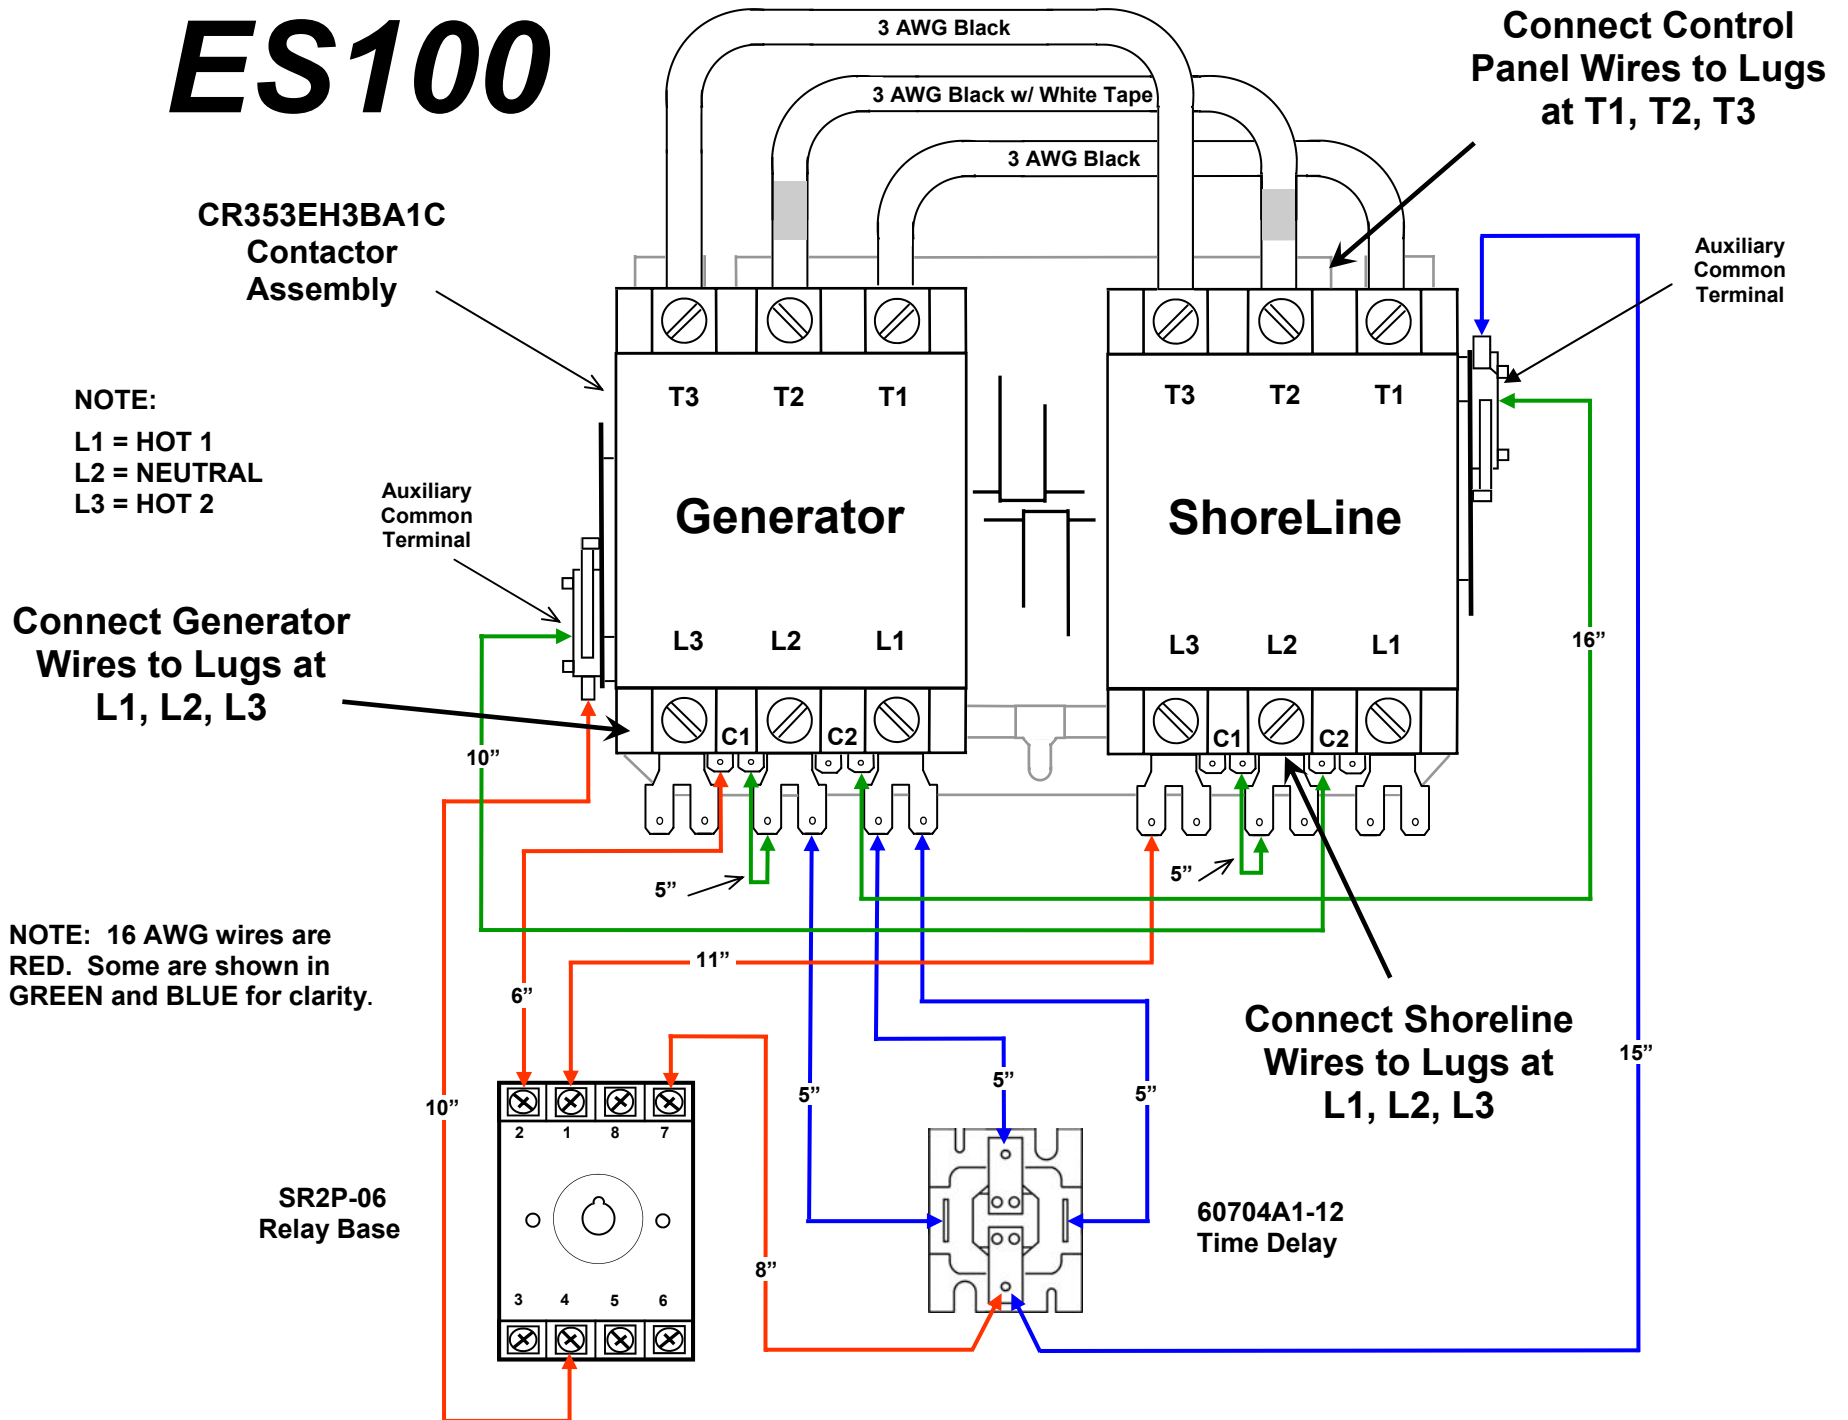 ES100
3 AWG Black
3 AWG Black w/ White Tape
3 AWG Black
Connect Control
Panel Wires to Lugs
at T1, T2, T3
CR353EH3BA1C
Contactor
Assembly
Auxiliary
Common
Terminal
NOTE:
L1 = HOT 1
L2 = NEUTRAL
L3 = HOT 2
Auxiliary
Common
Terminal
T3 T2 T1
Generator
L3 L2 L1
C1 C2
T3 T2 T1
ShoreLine
L3 L2 L1
C1 C2
Connect Generator
Wires to Lugs at
L1, L2, L3
16”
10”
5”
5”
NOTE:  16 AWG wires are
RED.  Some are shown in
GREEN and BLUE for clarity.
11”
6”
Connect Shoreline
Wires to Lugs at
L1, L2, L3
15”
10”
5”
5”
5”
2 1 8 7
SR2P-06
Relay Base
3 4 5 6
8”
60704A1-12
Time Delay